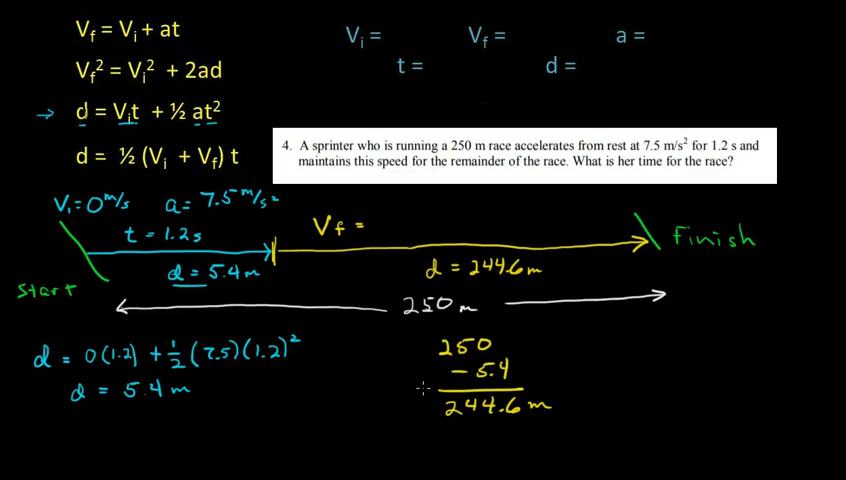 Vf = Vi + at
Vf² = Vi² + 2ad
→ d = Vit + ½ at²
d = ½ (Vi + Vf) t
Vi = Vf = a =
t = d =
4. A sprinter who is running a 250 m race accelerates from rest at 7.5 m/s² for 1.2 s and
maintains this speed for the remainder of the race. What is her time for the race?
Vi = 0 m/s a = 7.5 m/s²
t = 1.2 s
Vf =
Finish
d = 5.4 m
d = 244.6 m
Start
250 m
d = 0(1.2) + ½ (7.5)(1.2)²
d = 5.4 m
250
- 5.4
244.6 m